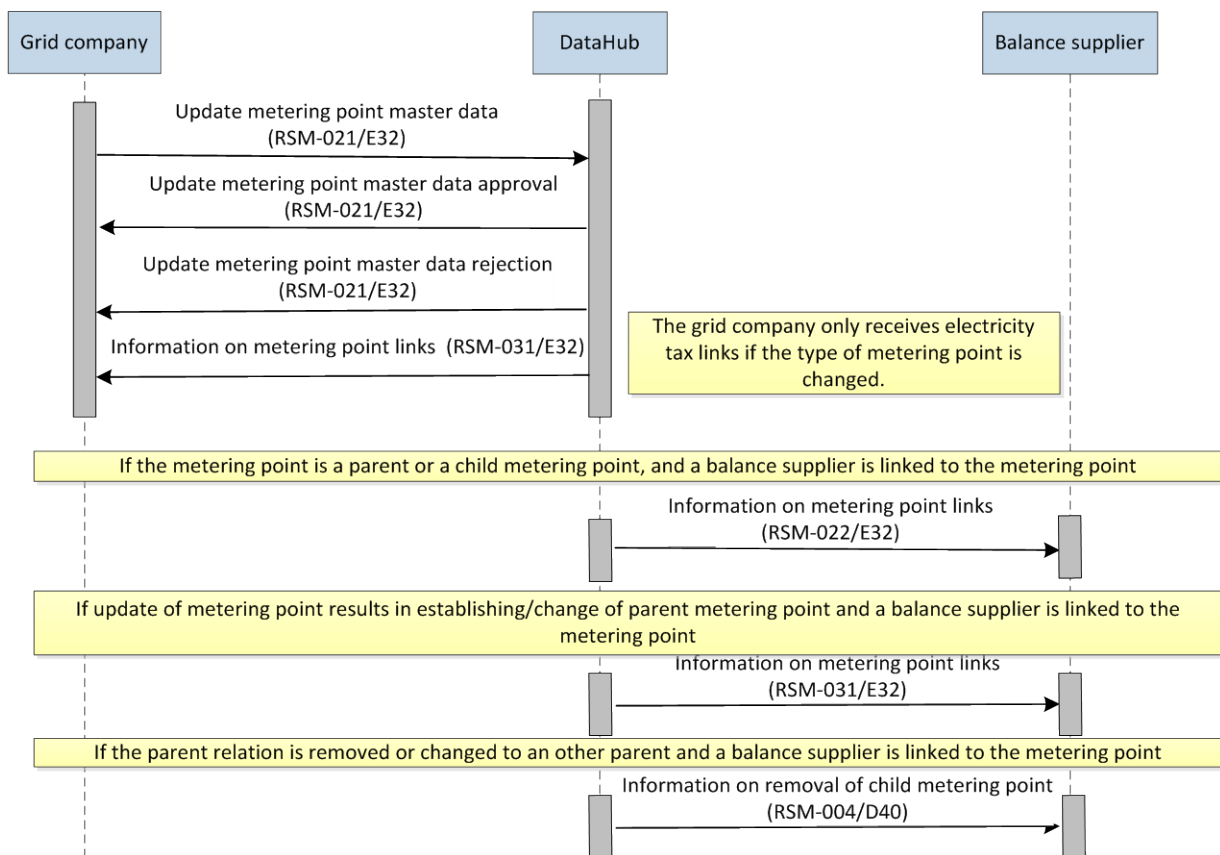 Grid company
DataHub
Balance supplier
Update metering point master data
(RSM-021/E32)
Update metering point master data approval
(RSM-021/E32)
Update metering point master data rejection
(RSM-021/E32)
Information on metering point links (RSM-031/E32)
The grid company only receives electricity
tax links if the type of metering point is
changed.
If the metering point is a parent or a child metering point, and a balance supplier is linked to the metering point
Information on metering point links
(RSM-022/E32)
If update of metering point results in establishing/change of parent metering point and a balance supplier is linked to the
metering point
Information on metering point links
(RSM-031/E32)
If the parent relation is removed or changed to an other parent and a balance supplier is linked to the metering point
Information on removal of child metering point
(RSM-004/D40)